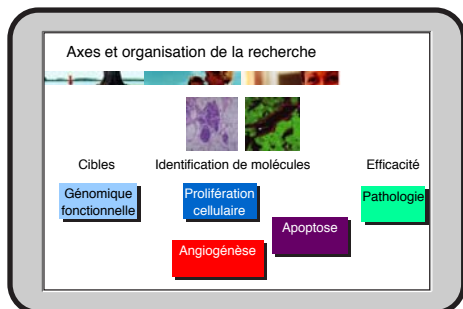 Axes et organisation de la recherche
Cibles
Identification de molécules
Efficacité
Génomique
fonctionnelle
Prolifération
cellulaire
Pathologie
Apoptose
Angiogénèse